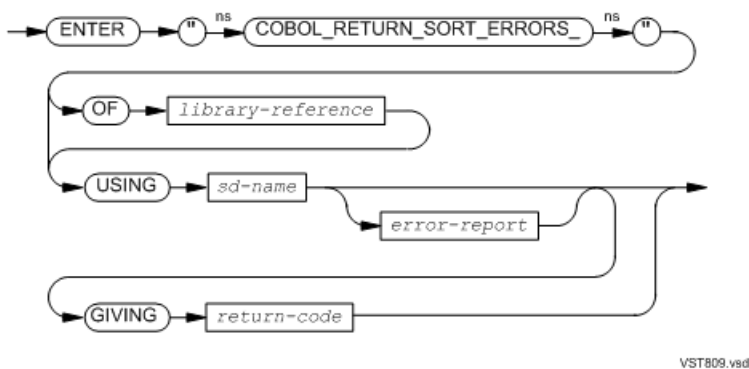 ENTER " ns COBOL_RETURN_SORT_ERRORS_ ns "
OF library-reference
USING sd-name
error-report
GIVING return-code
VST809.vsd